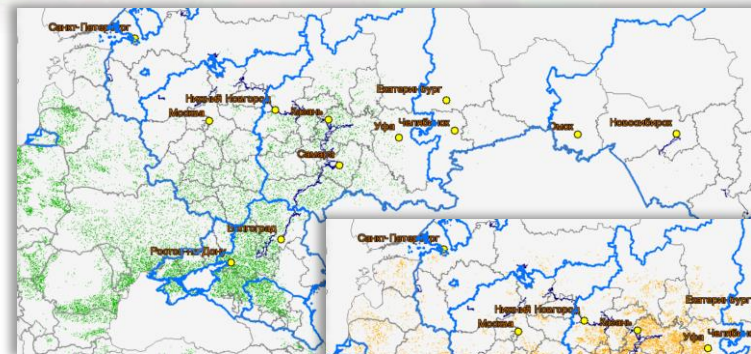 Санкт-Петербург
Екатеринбург
Нижний Новгород
Казань
Москва
Уфа
Челябинск
Омск
Новосибирск
Самара
Волгоград
Ростов-на-Дону
Санкт-Петербург
Екатеринбург
Нижний Новгород
Казань
Москва
Уфа
Челябинск